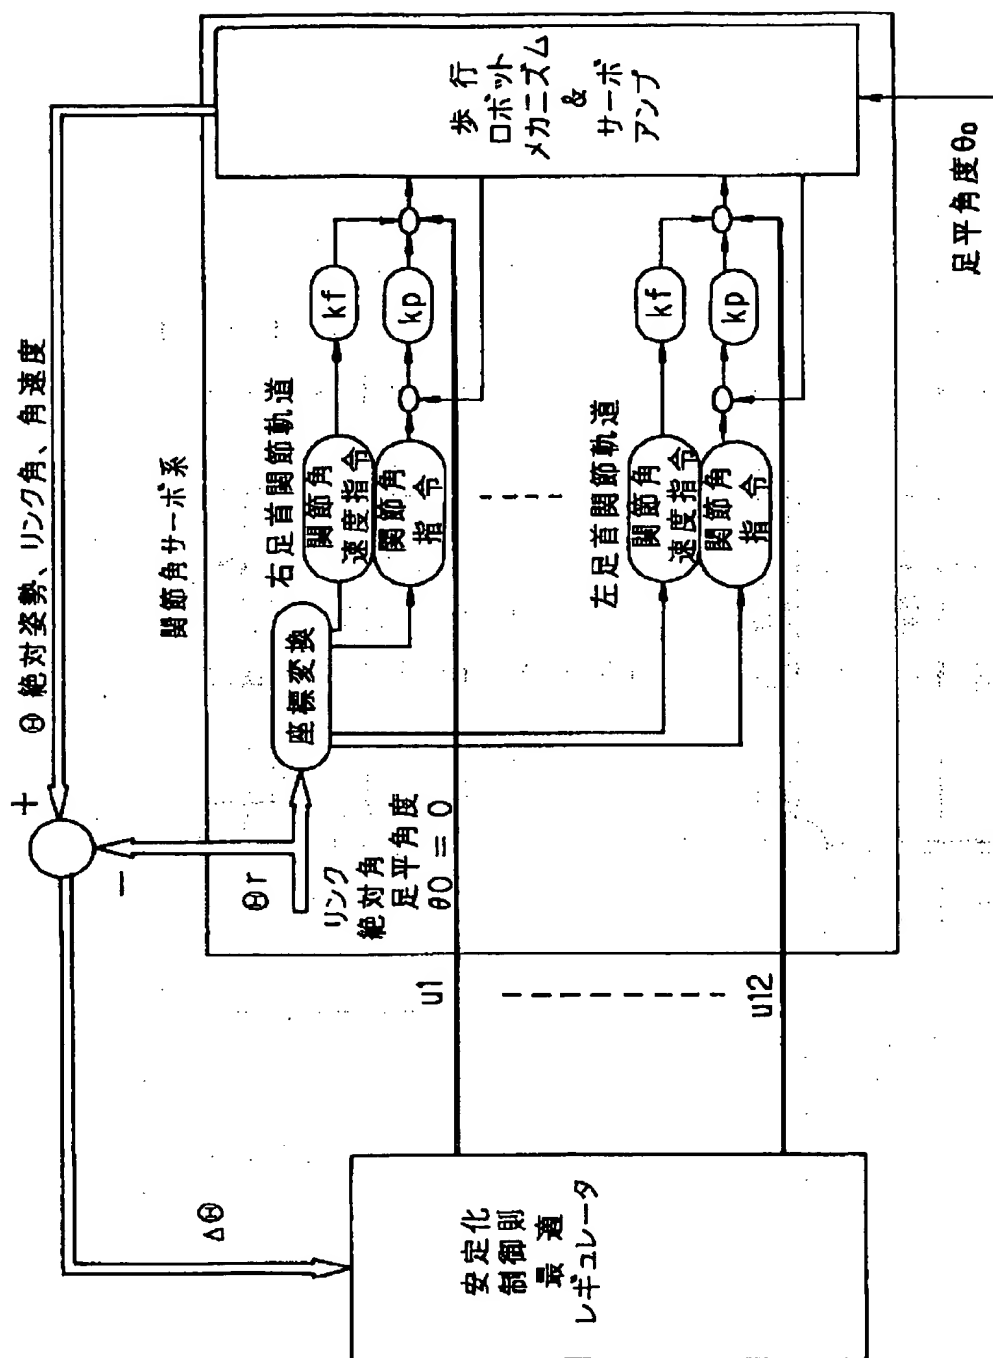 Θ 絶対姿勢、リンク角、角速度
+
−
ΔΘ
関節角サーボ系
Θr
リンク
絶対角
足平角度
θ0 = 0
座標変換
右足首関節軌道
関節角
速度指令
関節角
指令
kf
kp
左足首関節軌道
関節角
速度指令
関節角
指令
kf
kp
歩行
ロボット
メカニズム
&
サーボ
アンプ
足平角度θ0
u1
u12
安定化
制御則
最適
レギュレータ